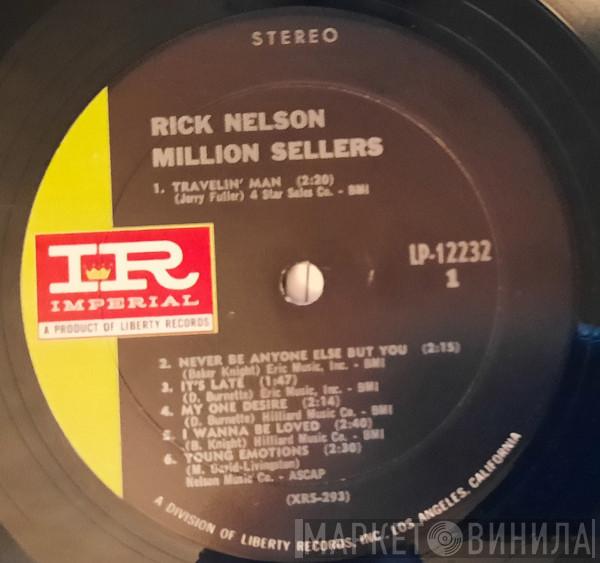 STEREO
RICK NELSON
MILLION SELLERS
1. TRAVELIN' MAN (2:20)
(Jerry Fuller) 4 Star Sales Co. - BMI
IR
IMPERIAL
A PRODUCT OF LIBERTY RECORDS
LP-12232
1
2. NEVER BE ANYONE ELSE BUT YOU (2:15)
(Baker Knight) Eric Music, Inc. - BMI
3. IT'S LATE (1:47)
(D. Burnette) Eric Music, Inc. - BMI
4. MY ONE DESIRE (2:14)
(D. Burnette) Hilliard Music Co. - BMI
5. I WANNA BE LOVED (2:40)
(B. Knight) Hilliard Music Co. - BMI
6. YOUNG EMOTIONS (2:30)
(M. David-Livingston)
Nelson Music Co. - ASCAP
(XRS-293)
A DIVISION OF LIBERTY RECORDS, INC. LOS ANGELES, CALIFORNIA
МАРКЕТ ВИНИЛА